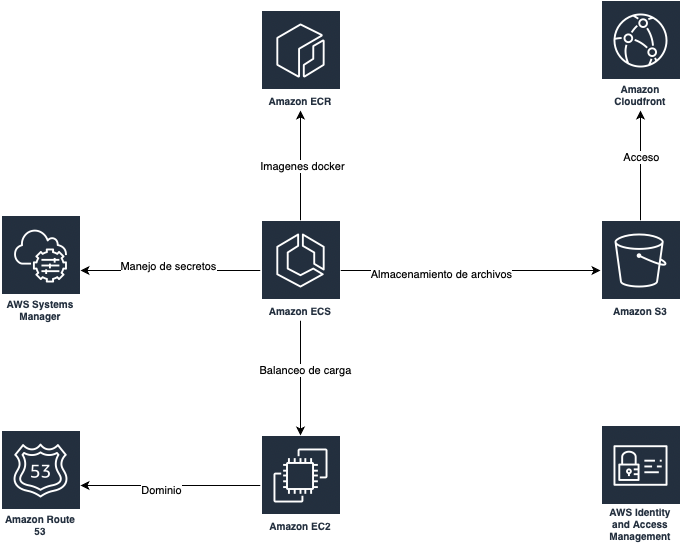 Amazon ECR
Amazon
Cloudfront
Imagenes docker
Acceso
Manejo de secretos
Almacenamiento de archivos
AWS Systems
Manager
Amazon ECS
Amazon S3
Balanceo de carga
53
Dominio
Amazon Route
53
Amazon EC2
AWS Identity
and Access
Management